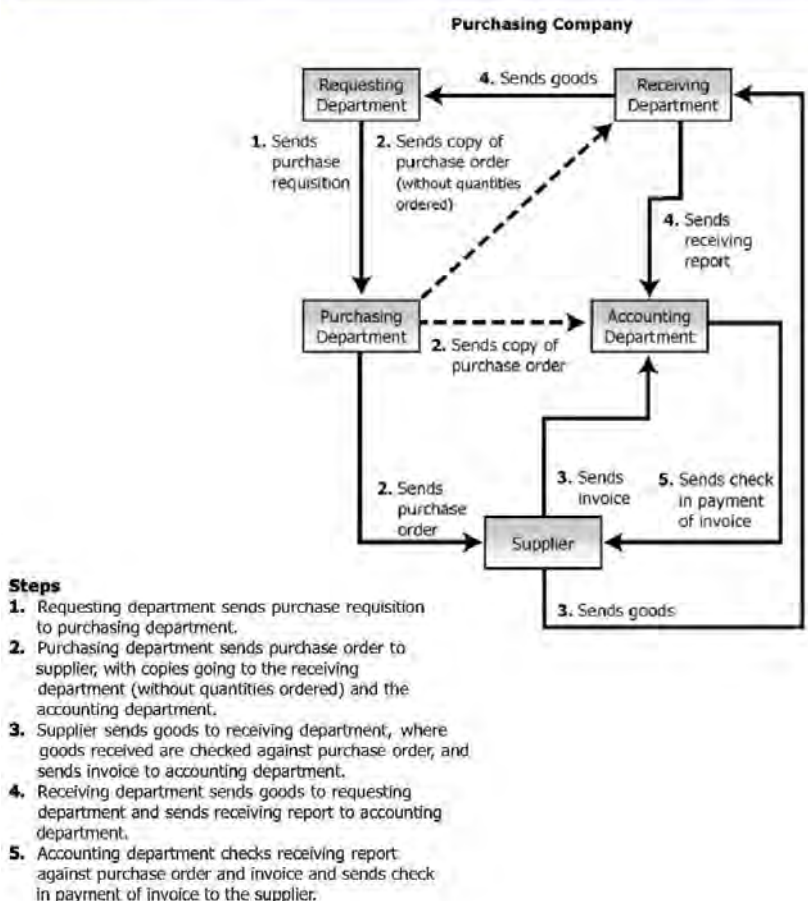 Purchasing Company
Requesting
Department
4. Sends goods
Receiving
Department
1. Sends
purchase
requisition
2. Sends copy of
purchase order
(without quantities
ordered)
4. Sends
receiving
report
Purchasing
Department
2. Sends copy of
purchase order
Accounting
Department
2. Sends
purchase
order
3. Sends
invoice
5. Sends check
in payment
of invoice
Supplier
3. Sends goods
Steps
1. Requesting department sends purchase requisition
to purchasing department.
2. Purchasing department sends purchase order to
supplier, with copies going to the receiving
department (without quantities ordered) and the
accounting department.
3. Supplier sends goods to receiving department, where
goods received are checked against purchase order, and
sends invoice to accounting department.
4. Receiving department sends goods to requesting
department and sends receiving report to accounting
department.
5. Accounting department checks receiving report
against purchase order and invoice and sends check
in payment of invoice to the supplier.